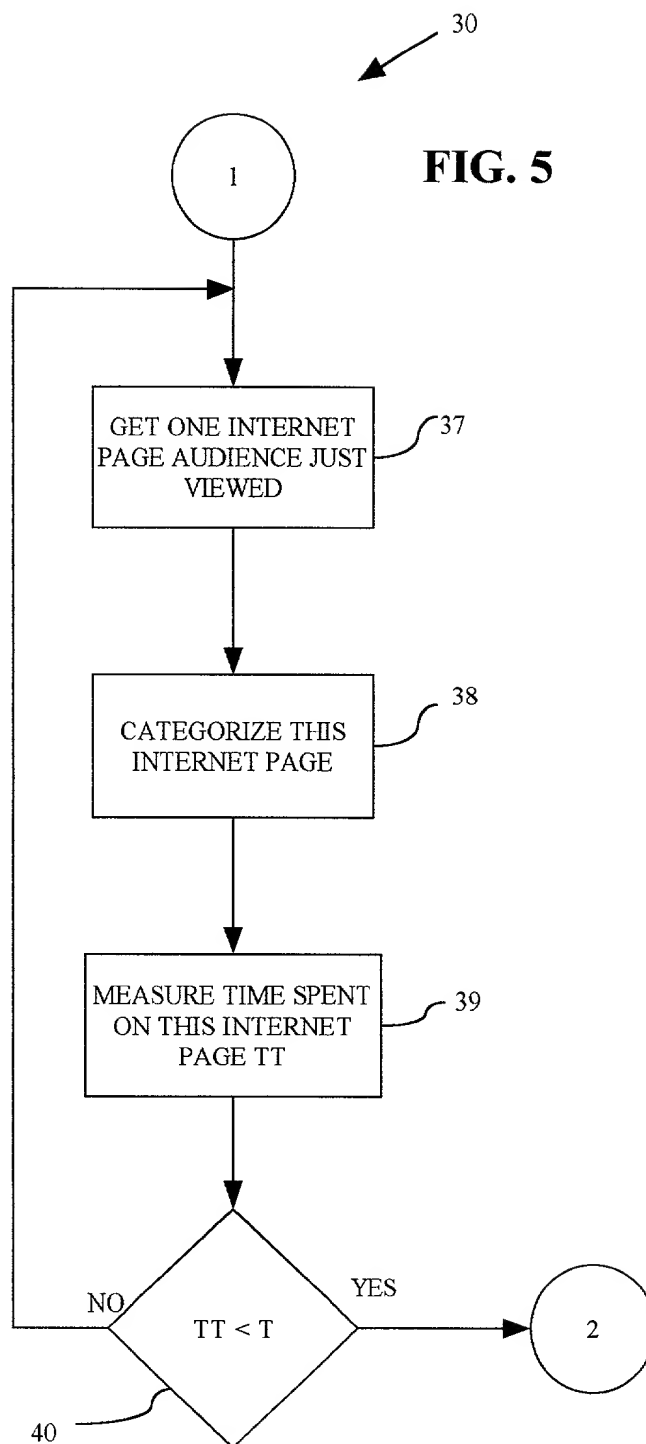 30
FIG. 5
1
GET ONE INTERNET
PAGE AUDIENCE JUST
VIEWED
37
CATEGORIZE THIS
INTERNET PAGE
38
MEASURE TIME SPENT
ON THIS INTERNET
PAGE TT
39
NO
YES
TT < T
2
40